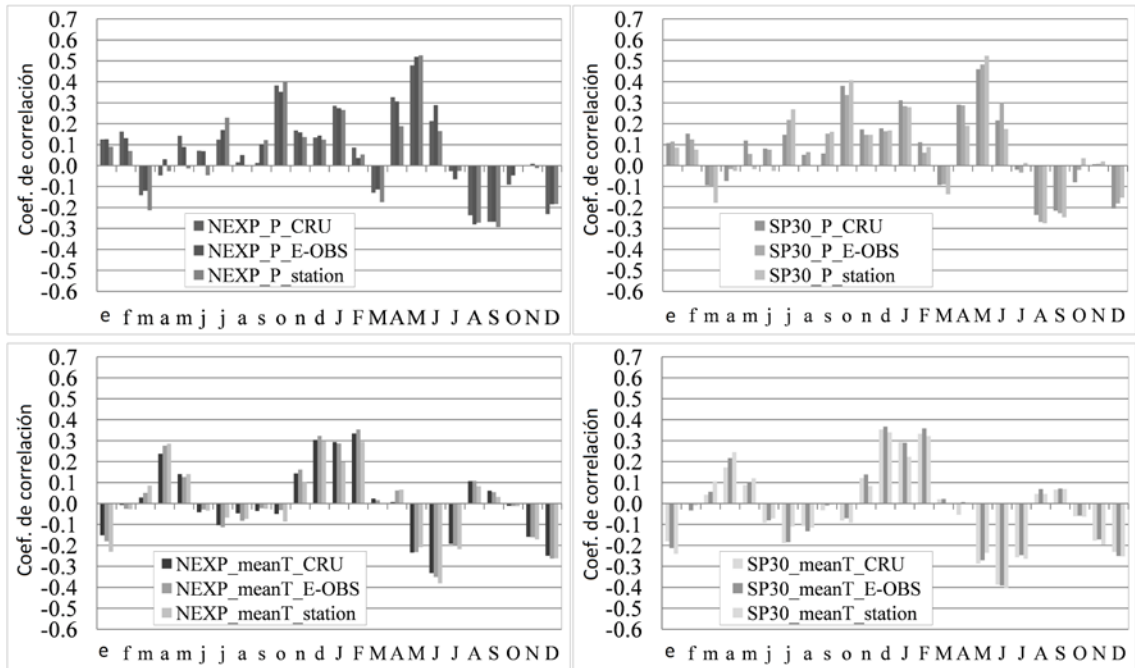 Coef. de correlación
0.7
0.6
0.5
0.4
0.3
0.2
0.1
0.0
-0.1
-0.2
-0.3
-0.4
-0.5
-0.6
NEXP_P_CRU
NEXP_P_E-OBS
NEXP_P_station
e f m a m j j a s o n d J F M A M J J A S O N D
Coef. de correlación
0.7
0.6
0.5
0.4
0.3
0.2
0.1
0.0
-0.1
-0.2
-0.3
-0.4
-0.5
-0.6
SP30_P_CRU
SP30_P_E-OBS
SP30_P_station
e f m a m j j a s o n d J F M A M J J A S O N D
Coef. de correlación
0.7
0.6
0.5
0.4
0.3
0.2
0.1
0.0
-0.1
-0.2
-0.3
-0.4
-0.5
-0.6
NEXP_meanT_CRU
NEXP_meanT_E-OBS
NEXP_meanT_station
e f m a m j j a s o n d J F M A M J J A S O N D
Coef. de correlación
0.7
0.6
0.5
0.4
0.3
0.2
0.1
0.0
-0.1
-0.2
-0.3
-0.4
-0.5
-0.6
SP30_meanT_CRU
SP30_meanT_E-OBS
SP30_meanT_station
e f m a m j j a s o n d J F M A M J J A S O N D